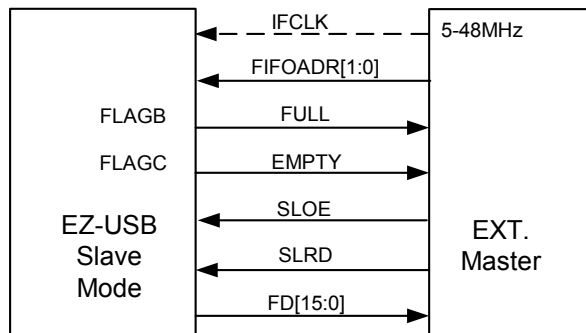 IFCLK
5-48MHz
FIFOADR[1:0]
FLAGB
FULL
FLAGC
EMPTY
SLOE
EZ-USB
Slave
Mode
EXT.
Master
SLRD
FD[15:0]